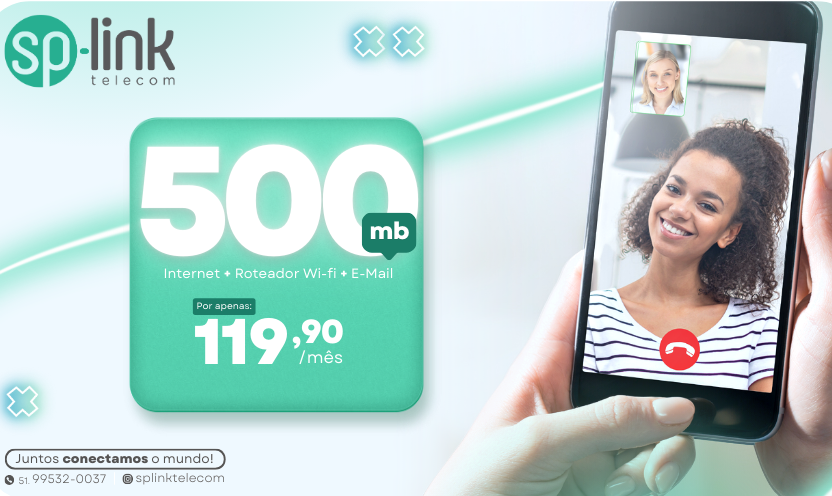 sp-link
telecom
500
mb
Internet + Roteador Wi-fi + E-Mail
Por apenas:
119,90
/mês
Juntos conectamos o mundo!
51. 99532-0037 splinktelecom